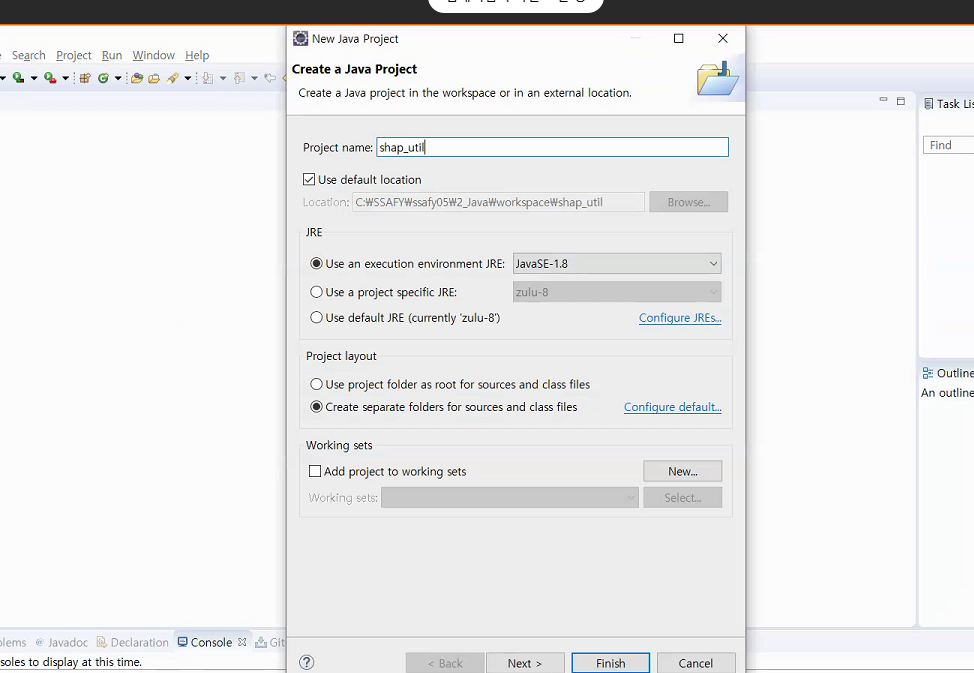 New Java Project
Search Project Run Window Help
Create a Java Project
Create a Java project in the workspace or in an external location.
Task Lis
Find
Project name: shap_util
Use default location
Location: C:₩SSAFY₩ssafy05₩2_Java₩workspace₩shap_util Browse...
JRE
Use an execution environment JRE: JavaSE-1.8
Use a project specific JRE: zulu-8
Use default JRE (currently 'zulu-8') Configure JREs...
Project layout
Use project folder as root for sources and class files
Create separate folders for sources and class files Configure default...
Outline
An outline
Working sets
Add project to working sets New...
Working sets: Select...
blems Javadoc Declaration Console Git
soles to display at this time.
< Back Next > Finish Cancel